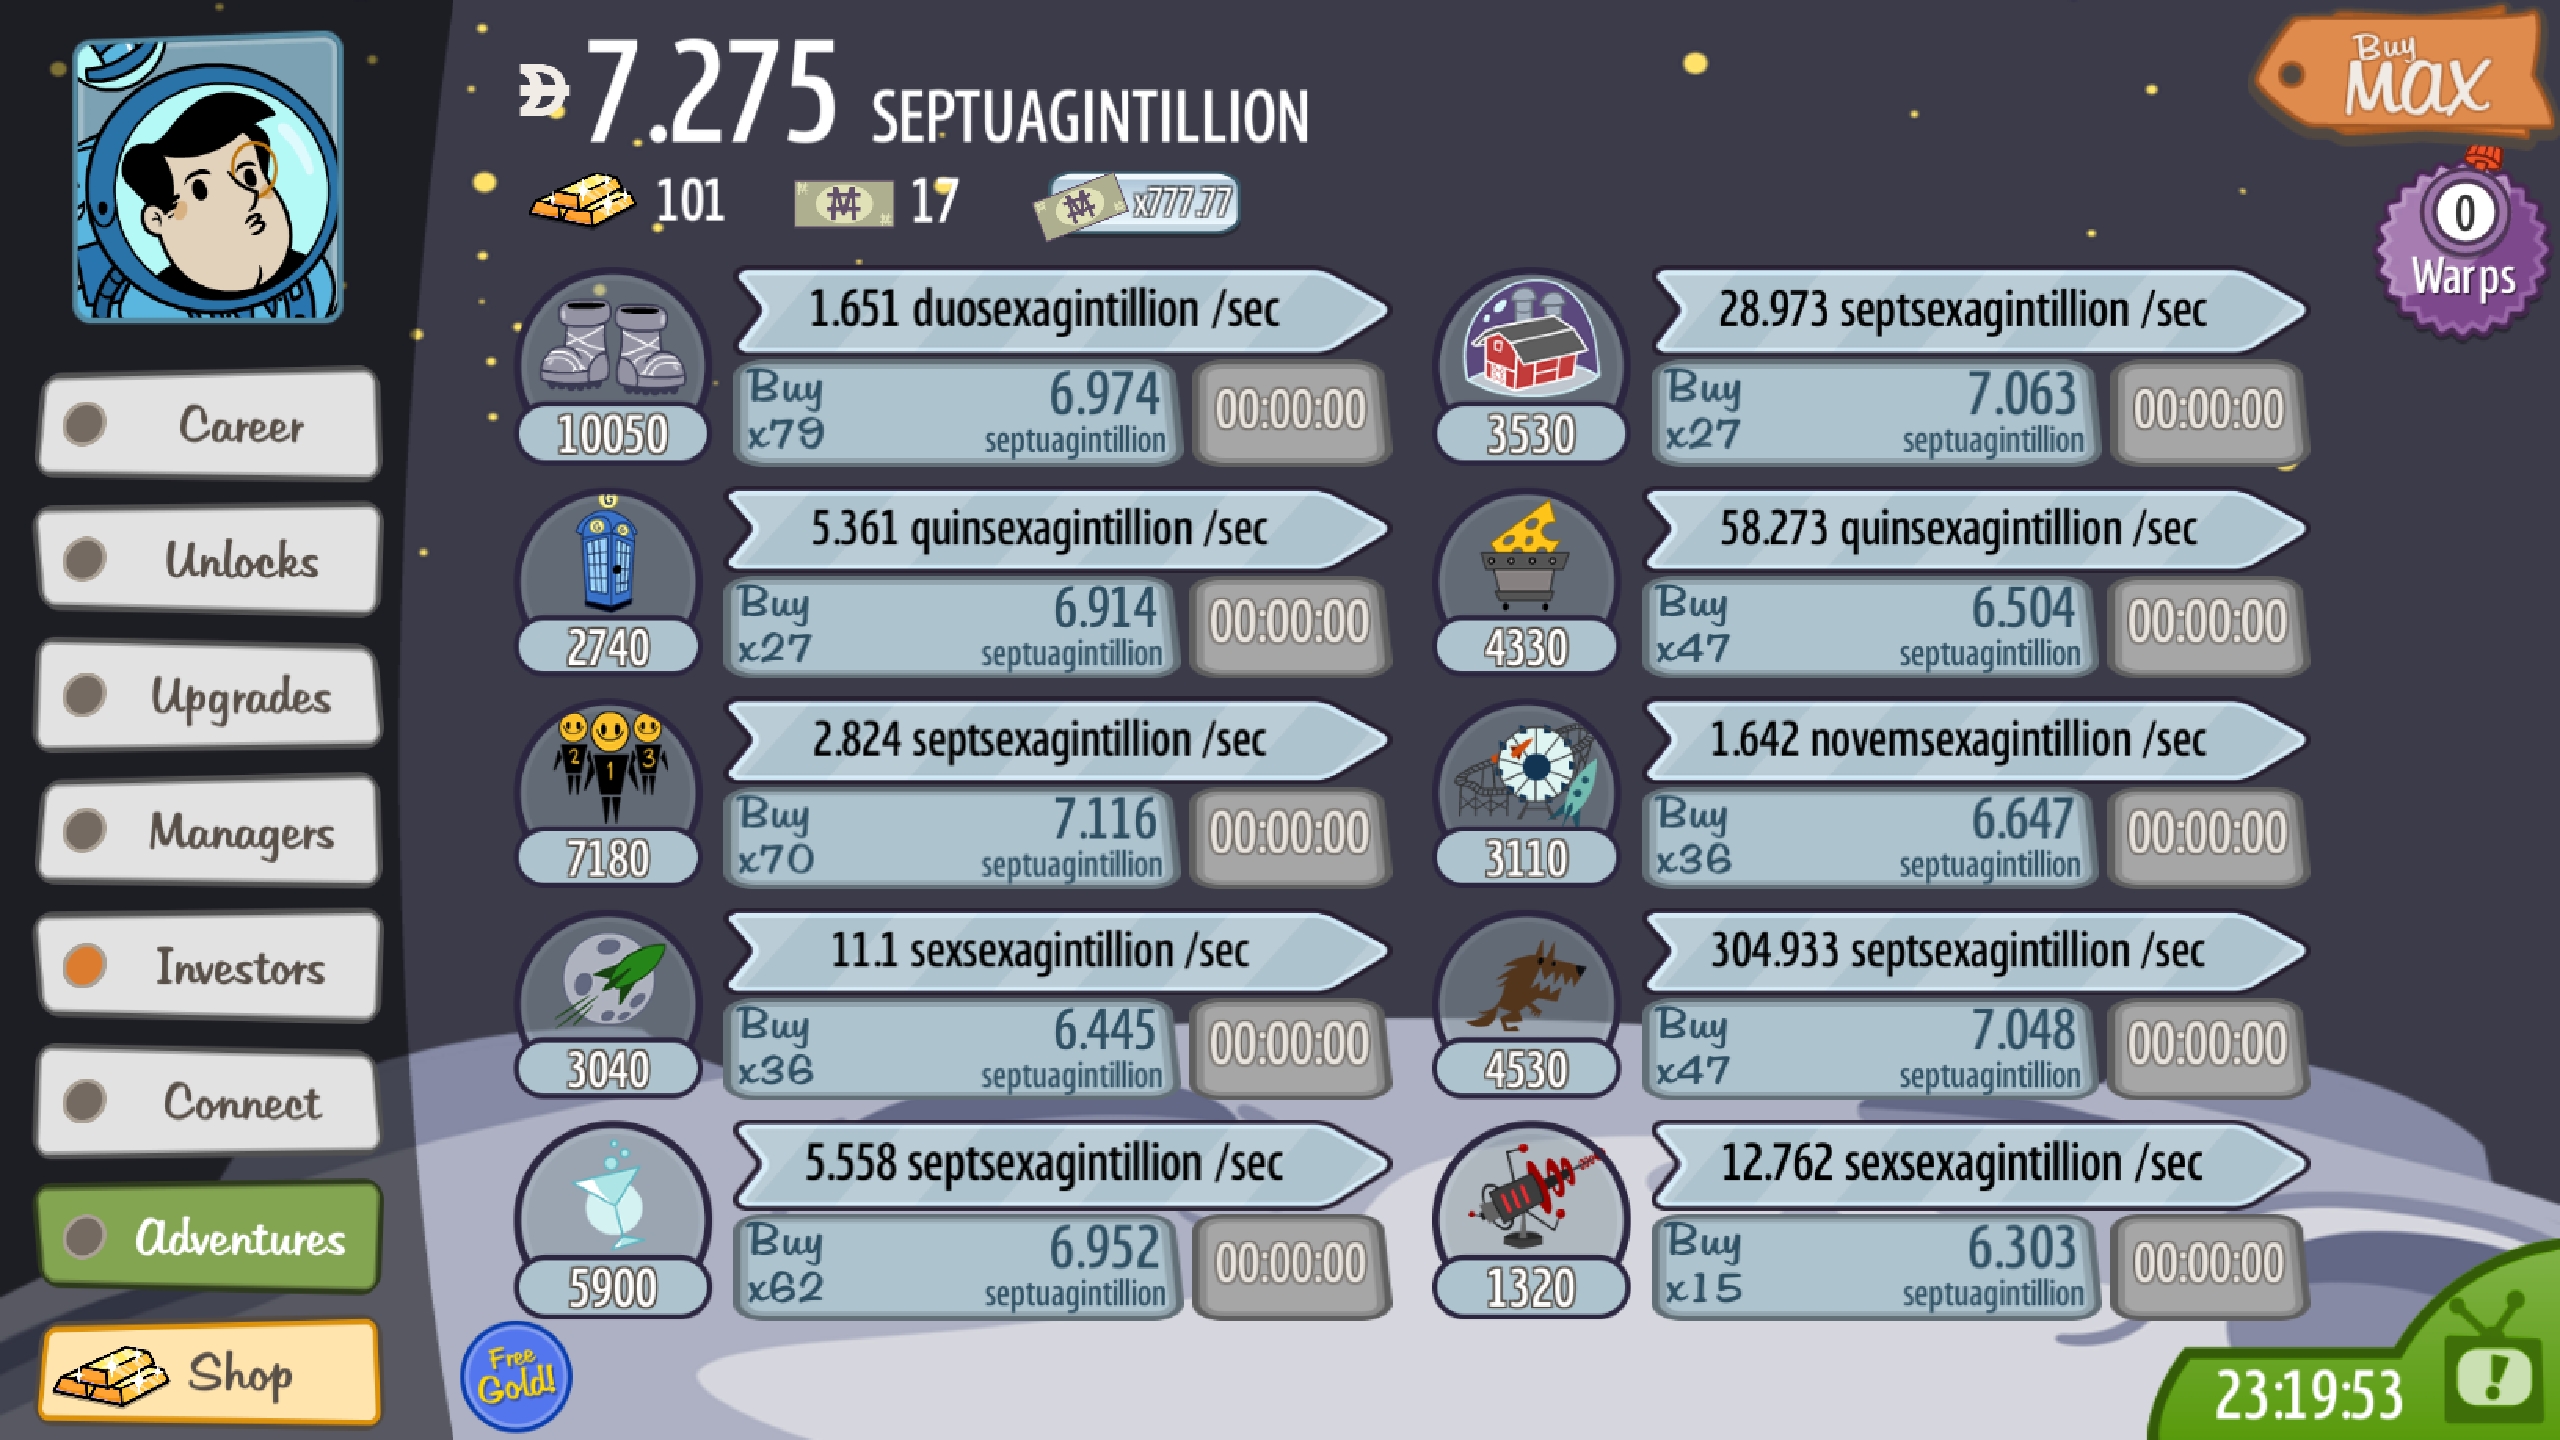 7.275 SEPTUAGINTILLION
Buy
MAX
101
17
x777.77
0
Warps
Career
Unlocks
Upgrades
Managers
Investors
Connect
Adventures
Shop
1.651 duosexagintillion /sec
10050
Buy
x79
6.974
septuagintillion
00:00:00
28.973 septsexagintillion /sec
3530
Buy
x27
7.063
septuagintillion
00:00:00
G
G G
5.361 quinsexagintillion /sec
2740
Buy
x27
6.914
septuagintillion
00:00:00
58.273 quinsexagintillion /sec
4330
Buy
x47
6.504
septuagintillion
00:00:00
2 1 3
2.824 septsexagintillion /sec
7180
Buy
x70
7.116
septuagintillion
00:00:00
1.642 novemsexagintillion /sec
3110
Buy
x36
6.647
septuagintillion
00:00:00
11.1 sexsexagintillion /sec
3040
Buy
x36
6.445
septuagintillion
00:00:00
304.933 septsexagintillion /sec
4530
Buy
x47
7.048
septuagintillion
00:00:00
5.558 septsexagintillion /sec
5900
Buy
x62
6.952
septuagintillion
00:00:00
12.762 sexsexagintillion /sec
1320
Buy
x15
6.303
septuagintillion
00:00:00
Free
Gold!
23:19:53
!